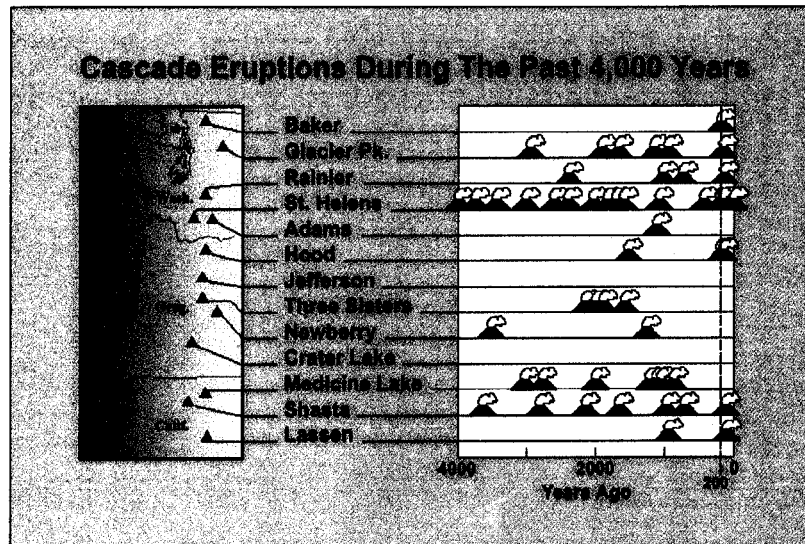 Cascade Eruptions During The Past 4,000 Years
Baker
Glacier Pk.
Rainier
St. Helens
Adams
Hood
Jefferson
Three Sisters
Newberry
Crater Lake
Medicine Lake
Shasta
Lassen
Calif.
4000 2000 0
200
Years Ago